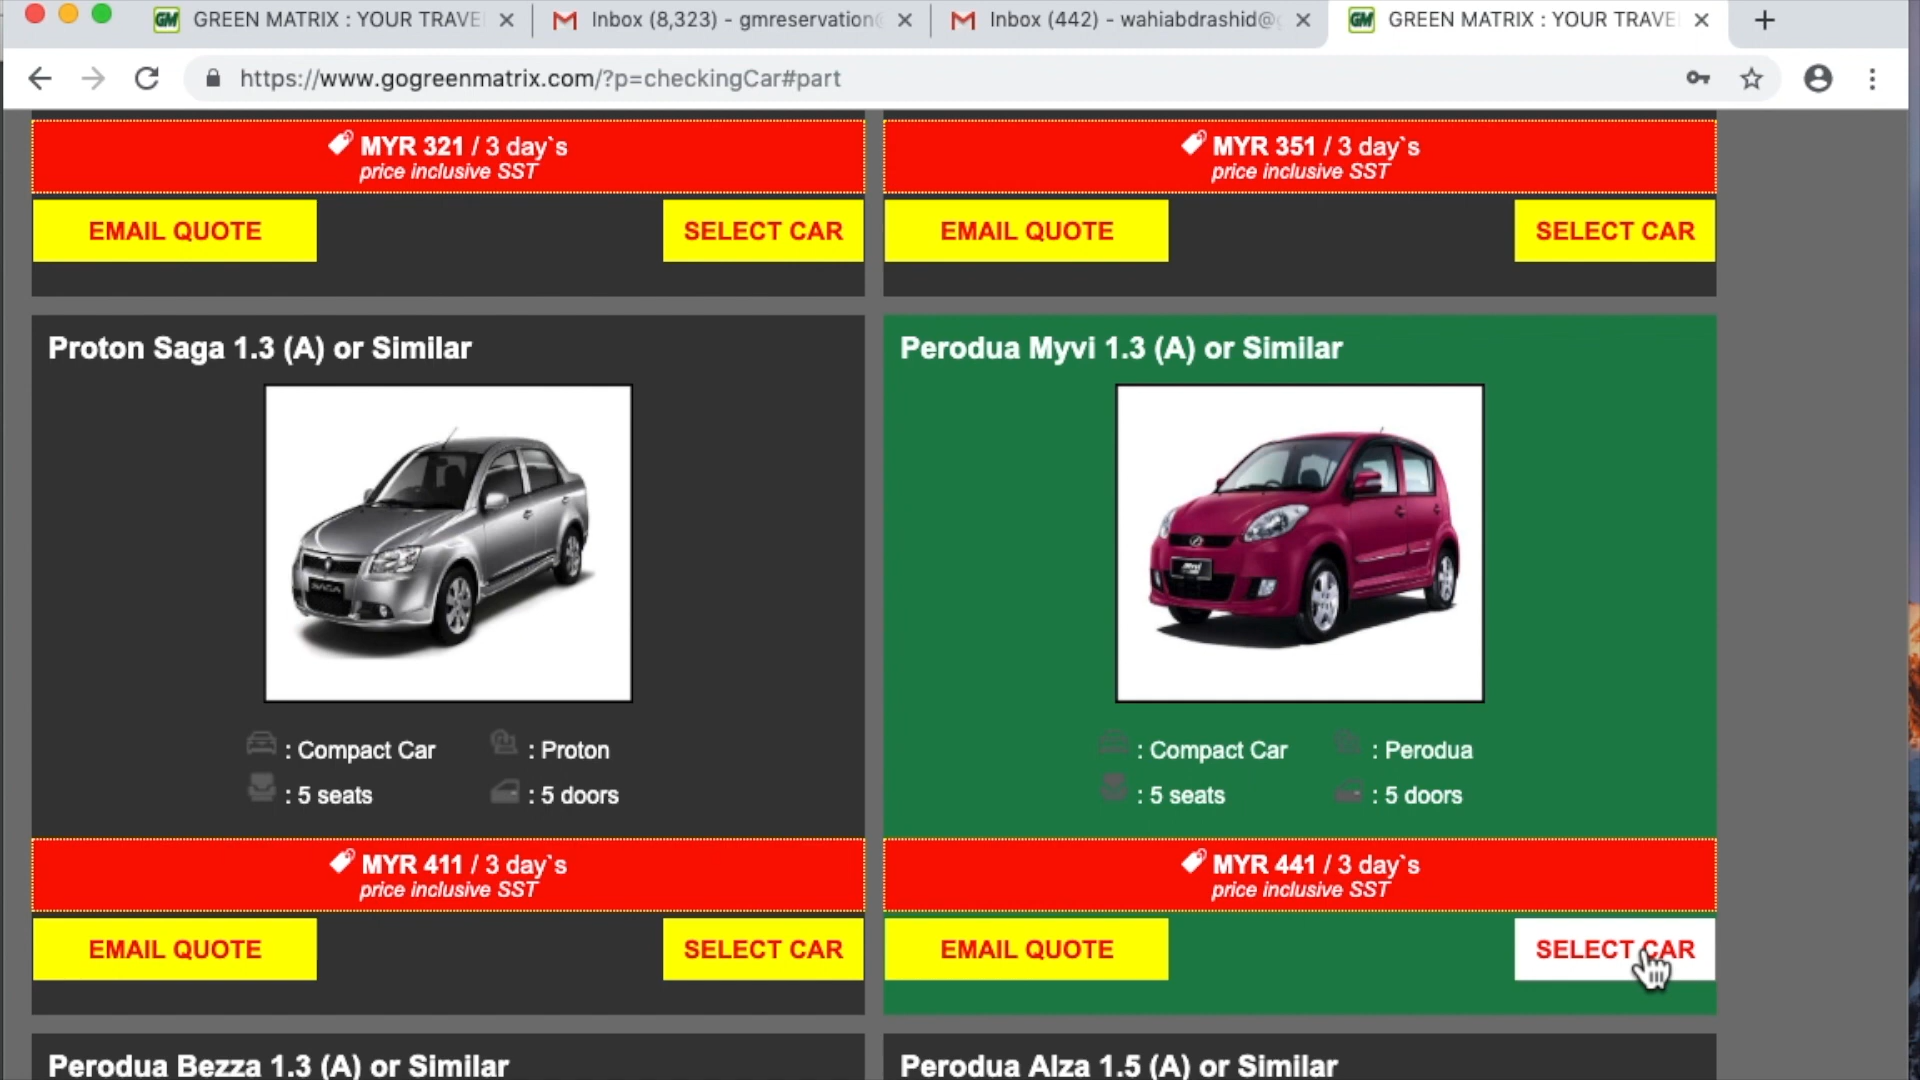 GREEN MATRIX : YOUR TRAVE
Inbox (8,323) - gmreservation@
Inbox (442) - wahiabdrashid@g
GREEN MATRIX : YOUR TRAVE
https://www.gogreenmatrix.com/?p=checkingCar#part
MYR 321 / 3 day`s
price inclusive SST
MYR 351 / 3 day`s
price inclusive SST
EMAIL QUOTE
SELECT CAR
EMAIL QUOTE
SELECT CAR
Proton Saga 1.3 (A) or Similar
Perodua Myvi 1.3 (A) or Similar
SAGA
: Compact Car
: Proton
: 5 seats
: 5 doors
: Compact Car
: Perodua
: 5 seats
: 5 doors
MYR 411 / 3 day`s
price inclusive SST
MYR 441 / 3 day`s
price inclusive SST
EMAIL QUOTE
SELECT CAR
EMAIL QUOTE
SELECT CAR
Perodua Bezza 1.3 (A) or Similar
Perodua Alza 1.5 (A) or Similar